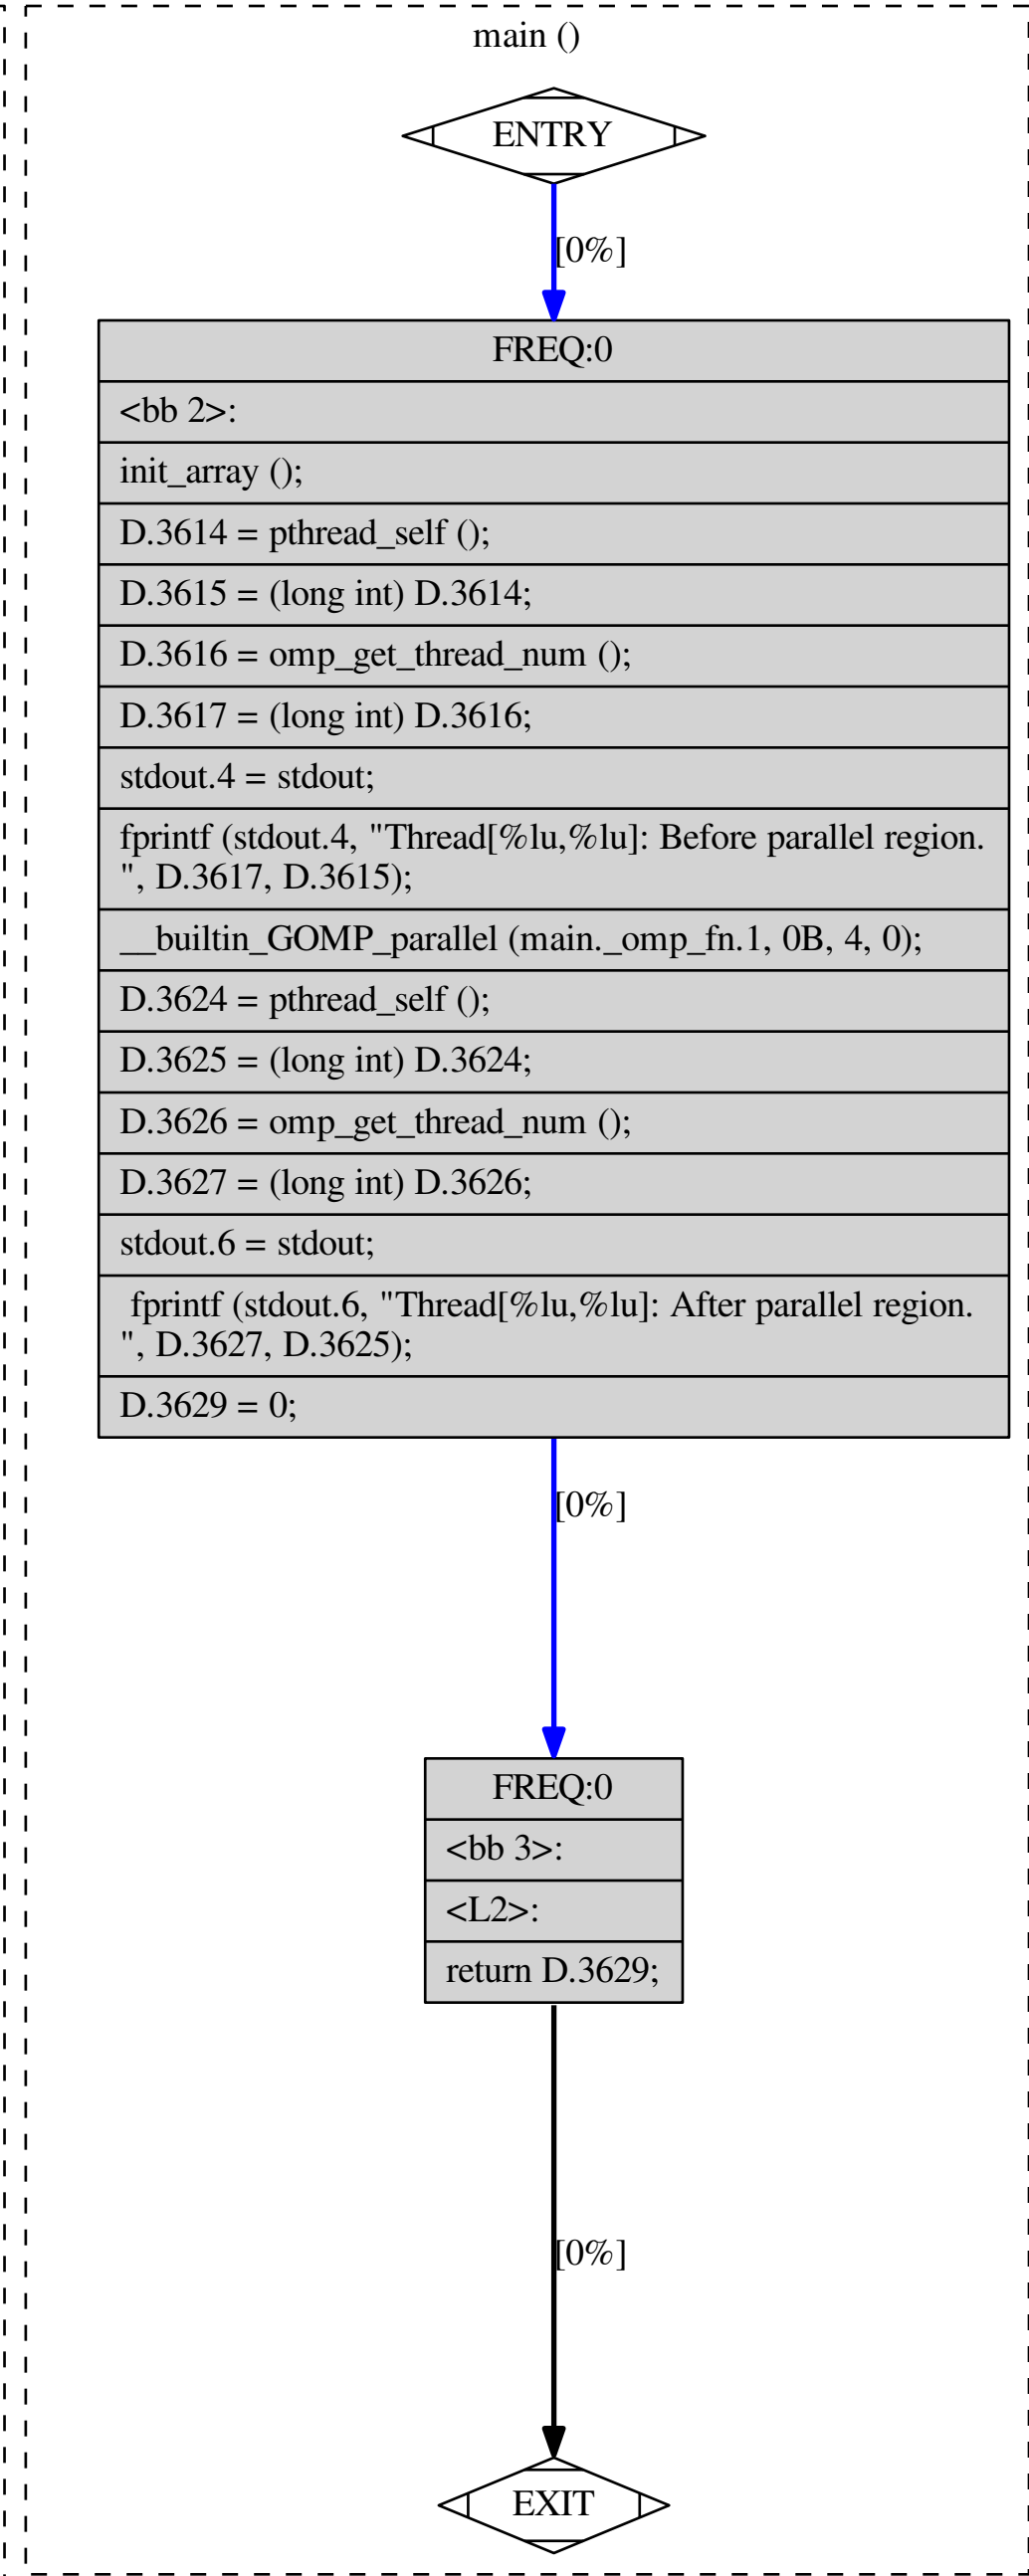 main ()
ENTRY
[0%]
FREQ:0
<bb 2>:
init_array ();
D.3614 = pthread_self ();
D.3615 = (long int) D.3614;
D.3616 = omp_get_thread_num ();
D.3617 = (long int) D.3616;
stdout.4 = stdout;
fprintf (stdout.4, "Thread[%lu,%lu]: Before parallel region.
", D.3617, D.3615);
__builtin_GOMP_parallel (main._omp_fn.1, 0B, 4, 0);
D.3624 = pthread_self ();
D.3625 = (long int) D.3624;
D.3626 = omp_get_thread_num ();
D.3627 = (long int) D.3626;
stdout.6 = stdout;
fprintf (stdout.6, "Thread[%lu,%lu]: After parallel region.
", D.3627, D.3625);
D.3629 = 0;
[0%]
FREQ:0
<bb 3>:
<L2>:
return D.3629;
[0%]
EXIT